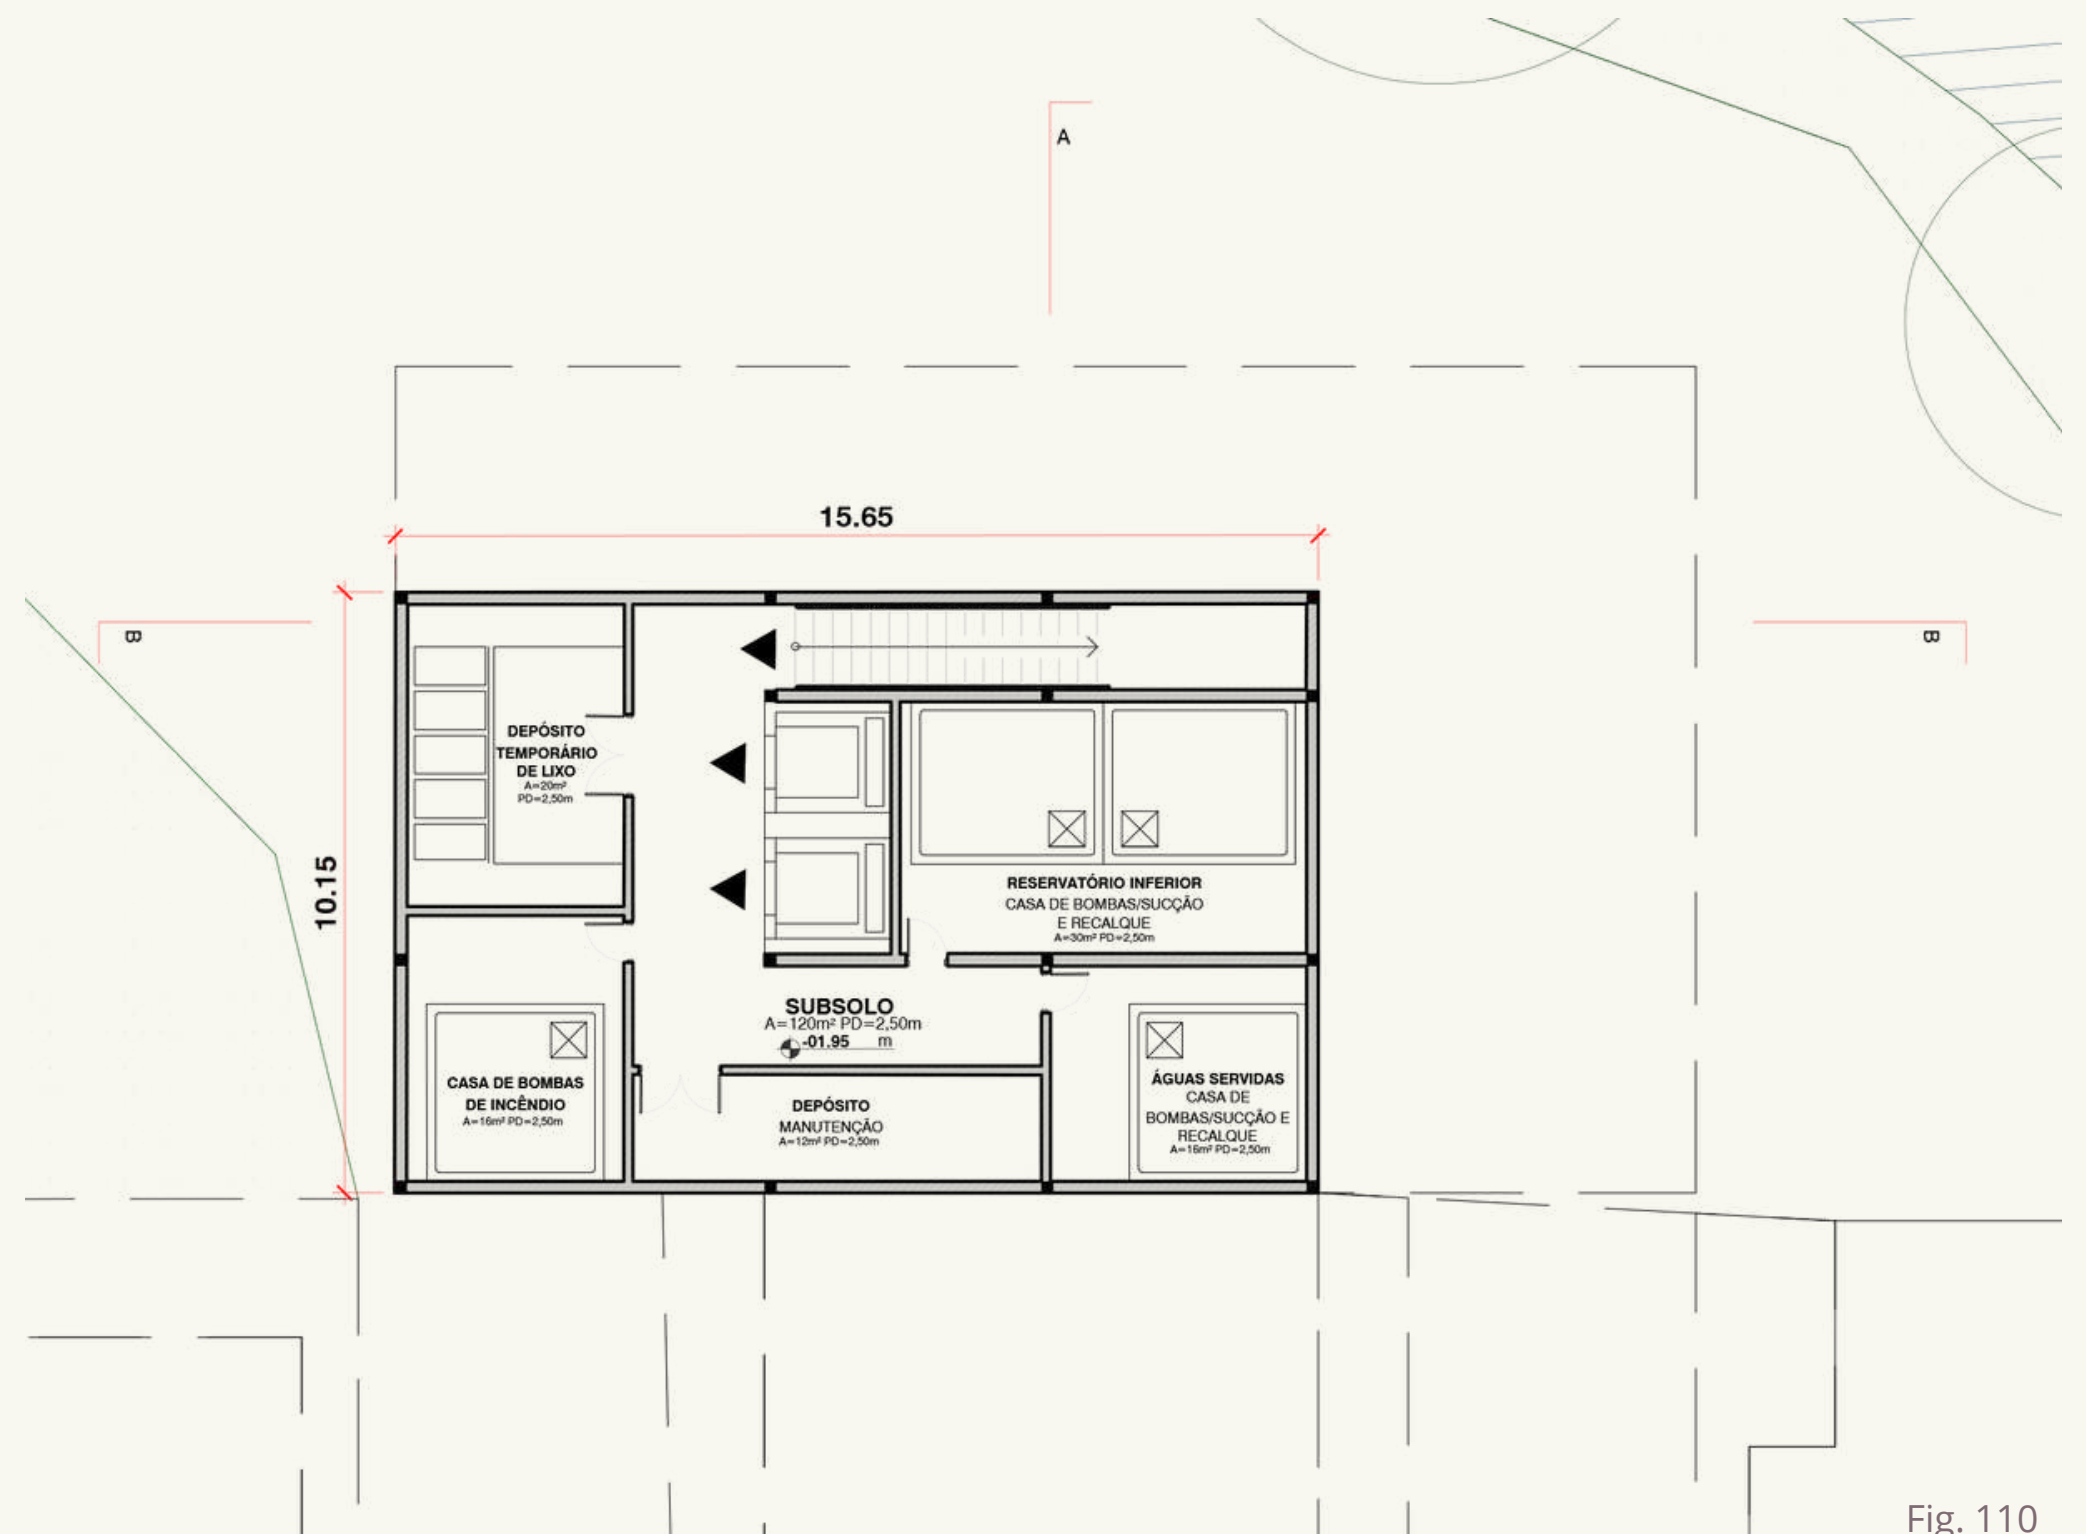 A
15.65
B
B
10.15
DEPÓSITO
TEMPORÁRIO
DE LIXO
A=20m²
PD=2,50m
RESERVATÓRIO INFERIOR
CASA DE BOMBAS/SUCÇÃO
E RECALQUE
A=30m² PD=2,50m
SUBSOLO
A=120m² PD=2,50m
-01.95 m
CASA DE BOMBAS
DE INCÊNDIO
A=16m² PD=2,50m
DEPÓSITO
MANUTENÇÃO
A=12m² PD=2,50m
ÁGUAS SERVIDAS
CASA DE
BOMBAS/SUCÇÃO E
RECALQUE
A=16m² PD=2,50m
Fig. 110